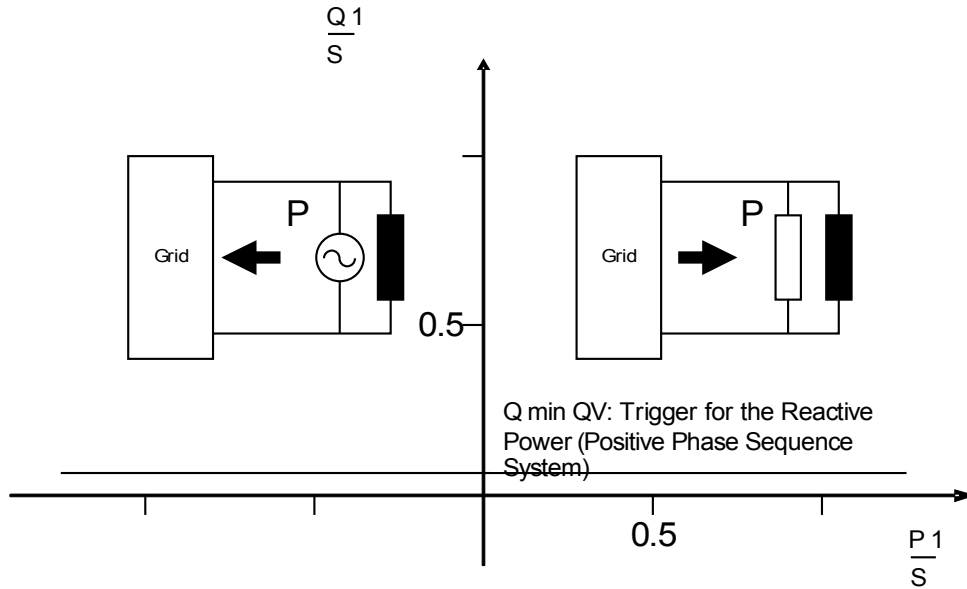 Q 1
S
P
Grid
P
Grid
0.5
Q min QV: Trigger for the Reactive
Power (Positive Phase Sequence
System)
0.5
P 1
S